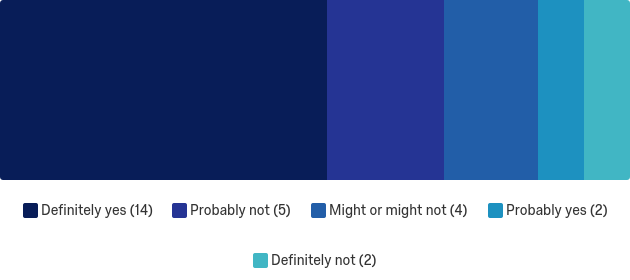 Definitely yes (14) Probably not (5) Might or might not (4) Probably yes (2)
Definitely not (2)